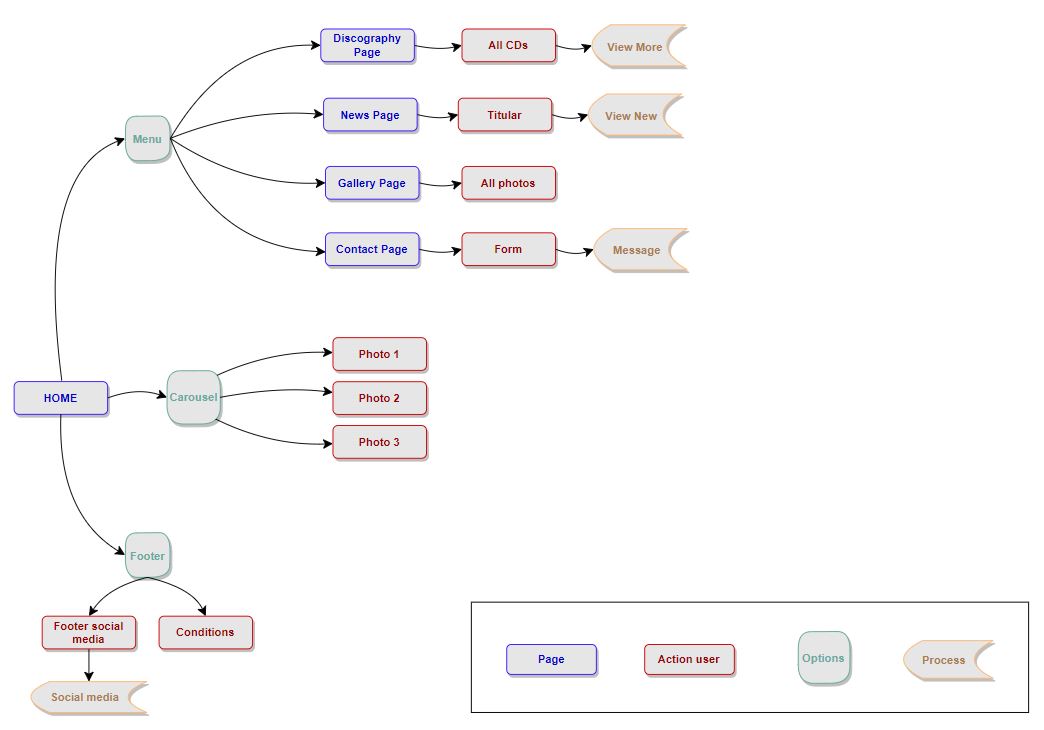 Discography
Page
All CDs
View More
News Page
Titular
View New
Menu
Gallery Page
All photos
Contact Page
Form
Message
Photo 1
HOME
Carousel
Photo 2
Photo 3
Footer
Footer social
media
Conditions
Social media
Page
Action user
Options
Process